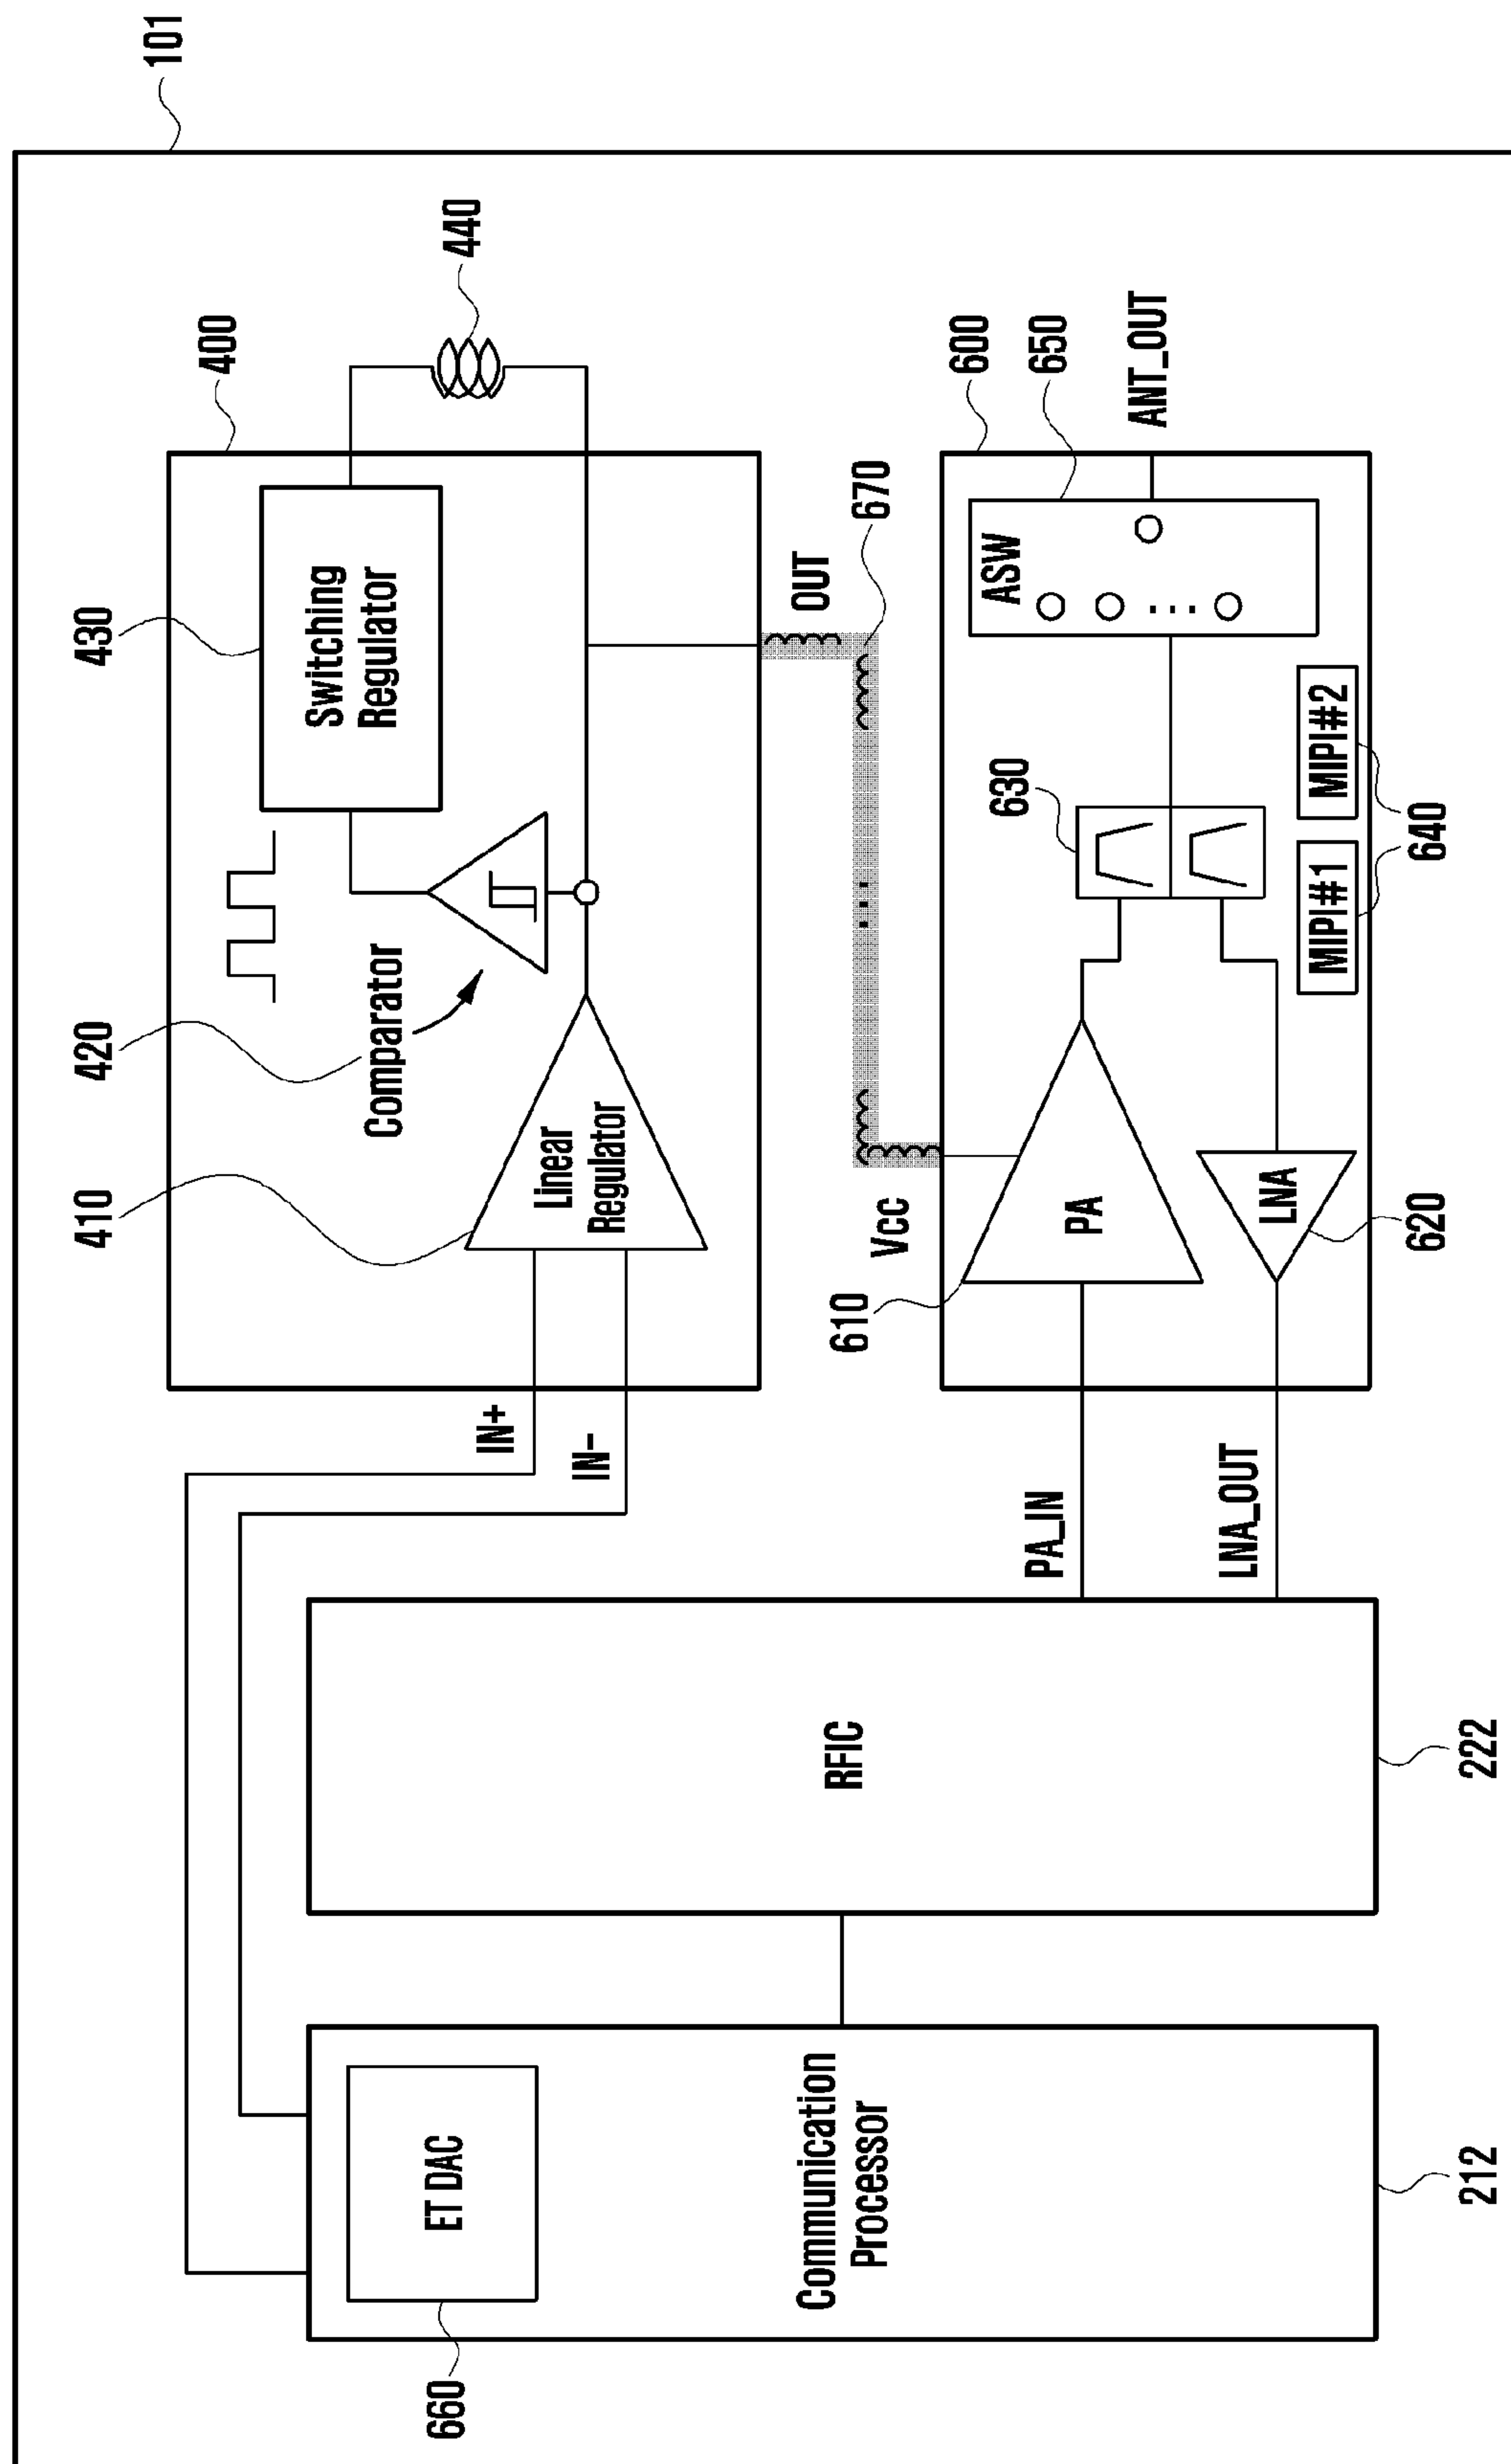 101
400
430
Switching
Regulator
440
420
Comparator
410
Linear
Regulator
IN+
IN−
OUT
670
Vcc
600
650
ASW
ANT_OUT
630
610
PA
LNA
620
MIPI#1
MIPI#2
640
PA_IN
LNA_OUT
RFIC
222
ET DAC
660
Communication
Processor
212